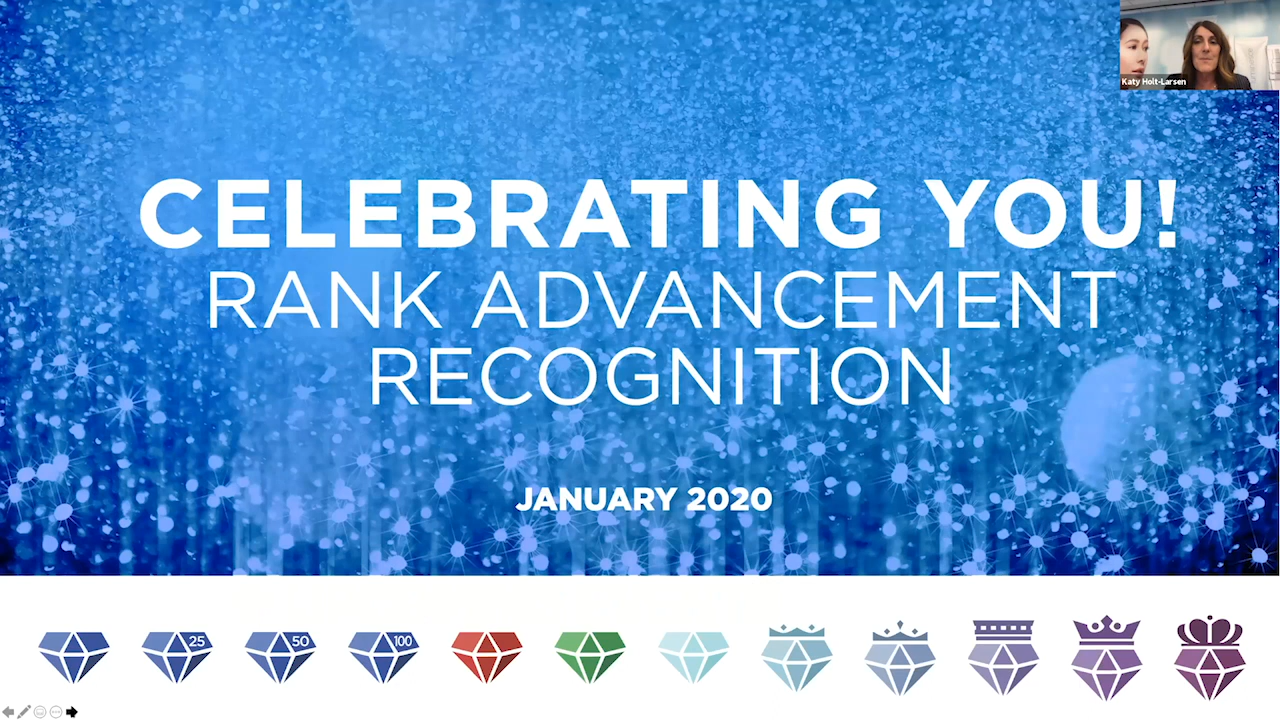 Katy Holt-Larsen
CELEBRATING YOU!
RANK ADVANCEMENT
RECOGNITION
JANUARY 2020
25
50
100